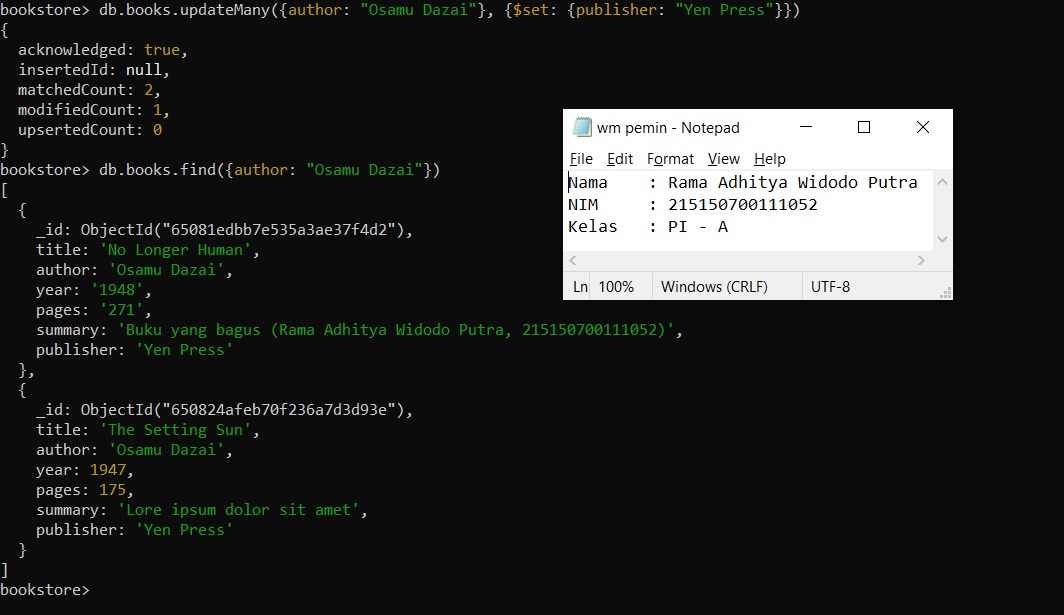 bookstore> db.books.updateMany({author: "Osamu Dazai"}, {$set: {publisher: "Yen Press"}})
{
  acknowledged: true,
  insertedId: null,
  matchedCount: 2,
  modifiedCount: 1,
  upsertedCount: 0
}
bookstore> db.books.find({author: "Osamu Dazai"})
[
  {
    _id: ObjectId("65081edbb7e535a3ae37f4d2"),
    title: 'No Longer Human',
    author: 'Osamu Dazai',
    year: '1948',
    pages: '271',
    summary: 'Buku yang bagus (Rama Adhitya Widodo Putra, 215150700111052)',
    publisher: 'Yen Press'
  },
  {
    _id: ObjectId("650824afeb70f236a7d3d93e"),
    title: 'The Setting Sun',
    author: 'Osamu Dazai',
    year: 1947,
    pages: 175,
    summary: 'Lore ipsum dolor sit amet',
    publisher: 'Yen Press'
  }
]
bookstore>
wm pemin - Notepad
File Edit Format View Help
Nama    : Rama Adhitya Widodo Putra
NIM     : 215150700111052
Kelas   : PI - A
Ln 100% Windows (CRLF) UTF-8